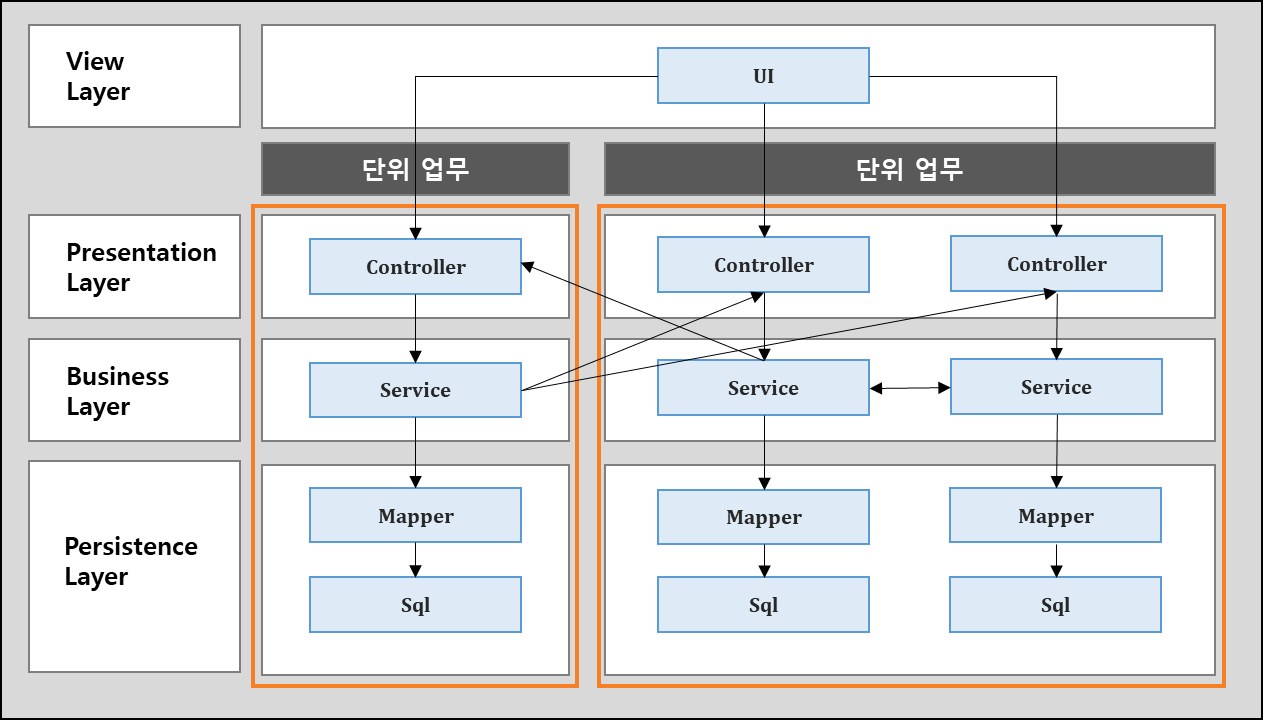 View
Layer
UI
단위 업무
단위 업무
Presentation
Layer
Controller
Controller
Controller
Business
Layer
Service
Service
Service
Persistence
Layer
Mapper
Mapper
Mapper
Sql
Sql
Sql